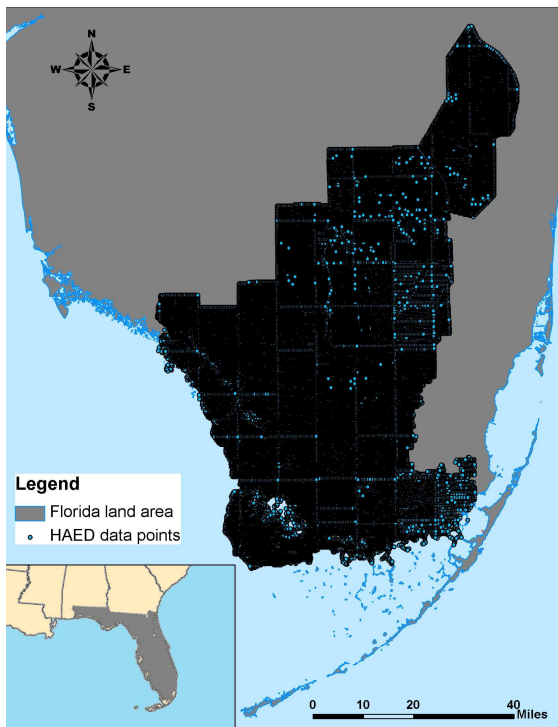 N
W E
S
Legend
Florida land area
HAED data points
0 10 20 40
Miles